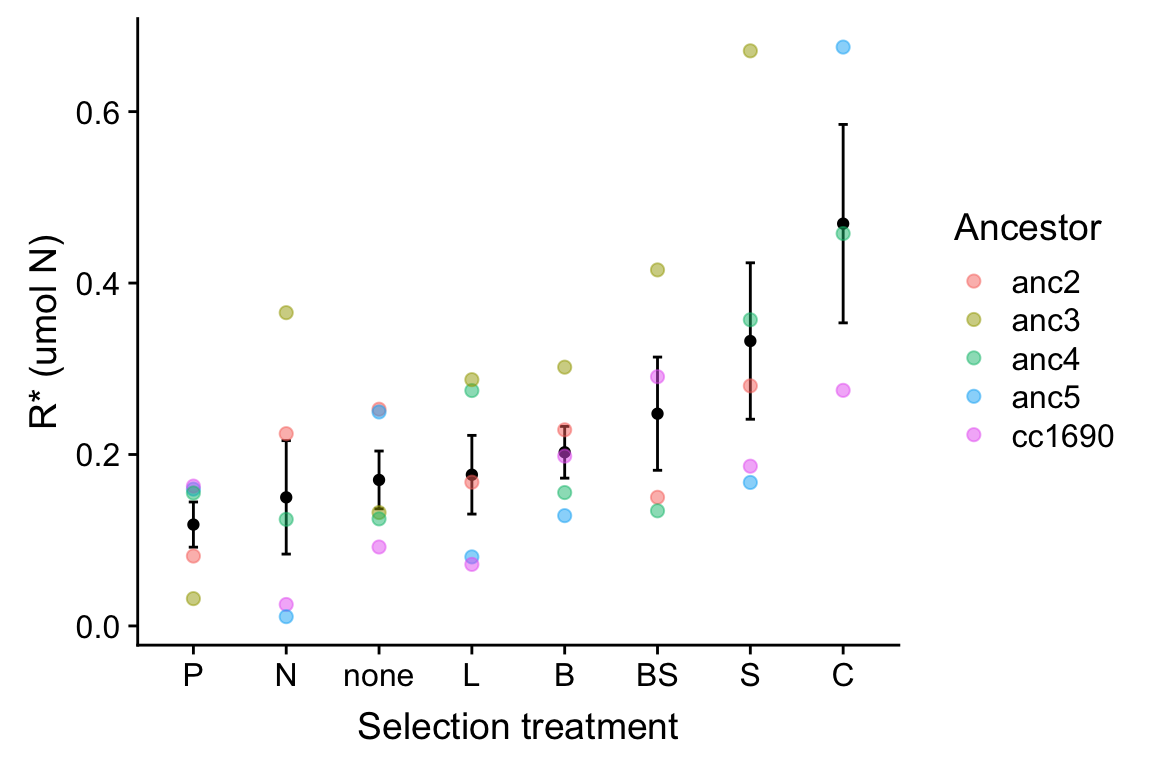 R* (umol N)
0.6
0.4
0.2
0.0
P N none L B BS S C
Selection treatment
Ancestor
anc2
anc3
anc4
anc5
cc1690